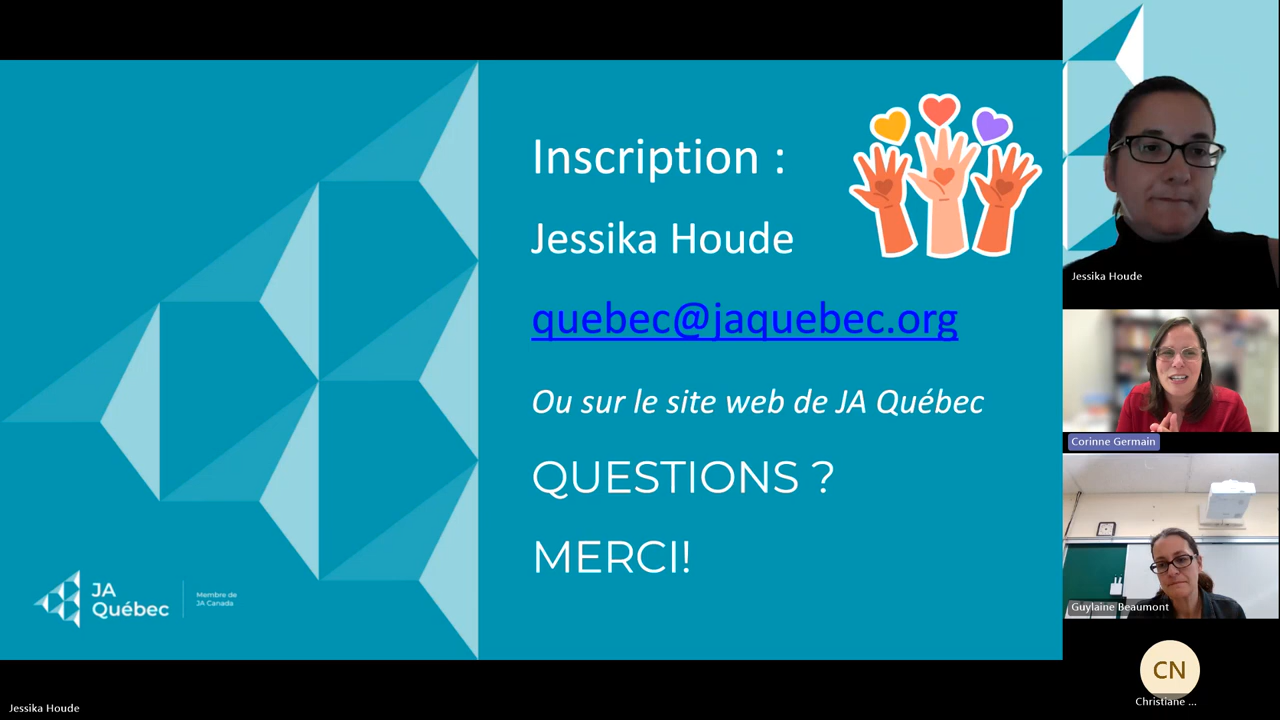 Inscription :
Jessika Houde
quebec@jaquebec.org
Ou sur le site web de JA Québec
QUESTIONS ?
MERCI!
JA
Québec
Membre de
JA Canada
Jessika Houde
Jessika Houde
Corinne Germain
Guylaine Beaumont
CN
Christiane ...